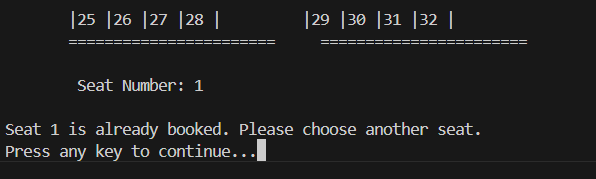 |25 |26 |27 |28 | |29 |30 |31 |32 |
======================= =======================
Seat Number: 1
Seat 1 is already booked. Please choose another seat.
Press any key to continue...